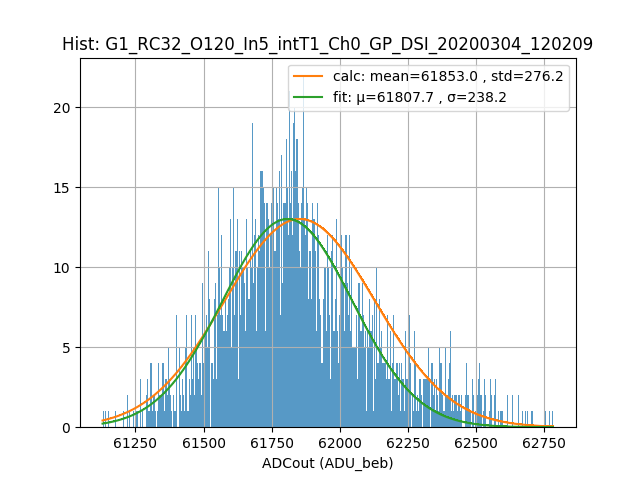 Hist: G1_RC32_O120_In5_intT1_Ch0_GP_DSI_20200304_120209
calc: mean=61853.0 , std=276.2
fit: μ=61807.7 , σ=238.2
20
15
10
5
0
61250 61500 61750 62000 62250 62500 62750
ADCout (ADU_beb)